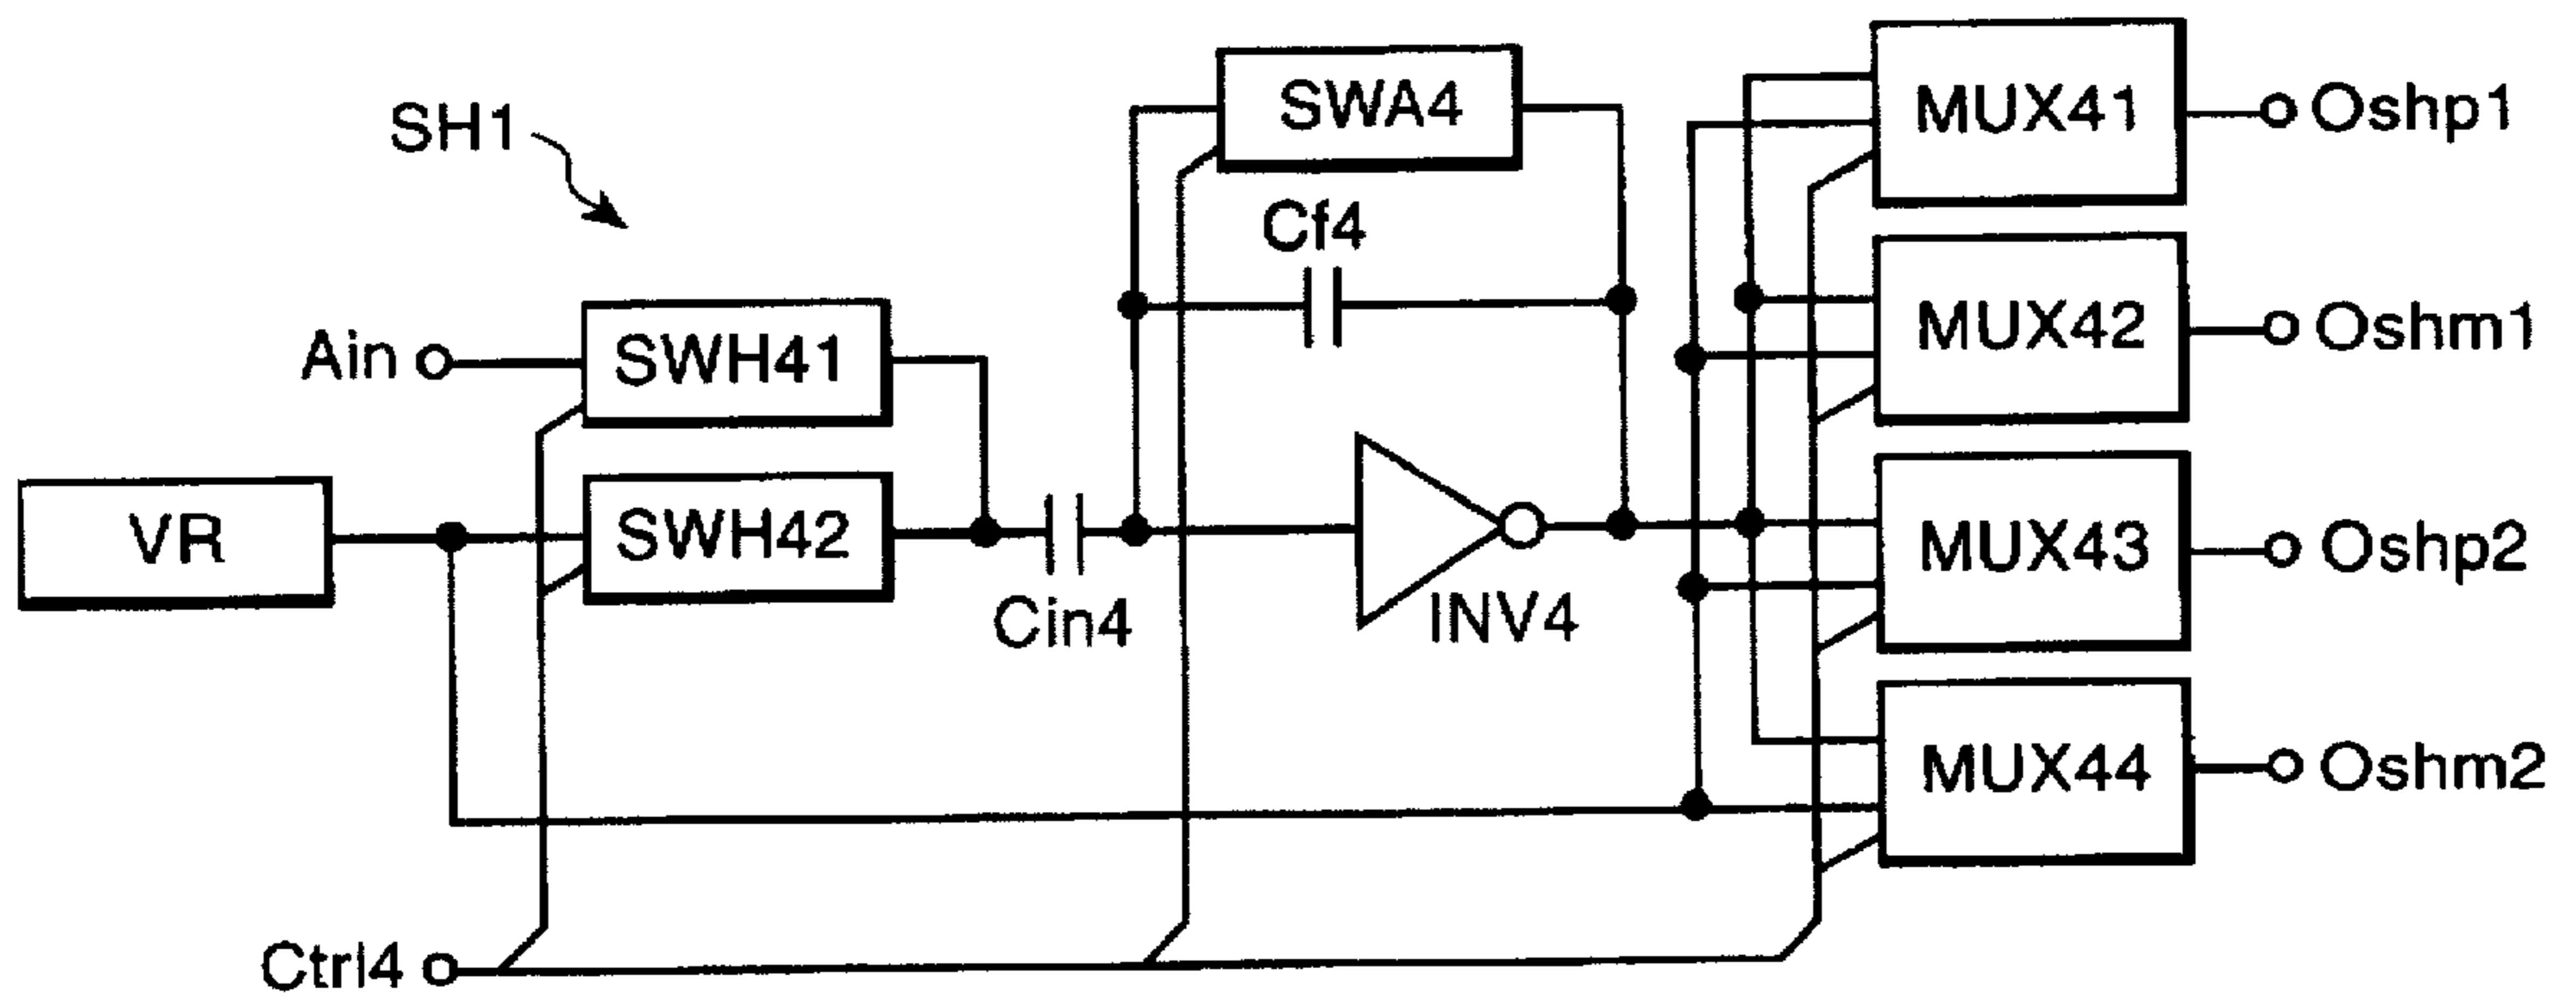 SH1
SWA4
MUX41
Oshp1
Cf4
Ain
SWH41
MUX42
Oshm1
VR
SWH42
Cin4
INV4
MUX43
Oshp2
MUX44
Oshm2
Ctrl4